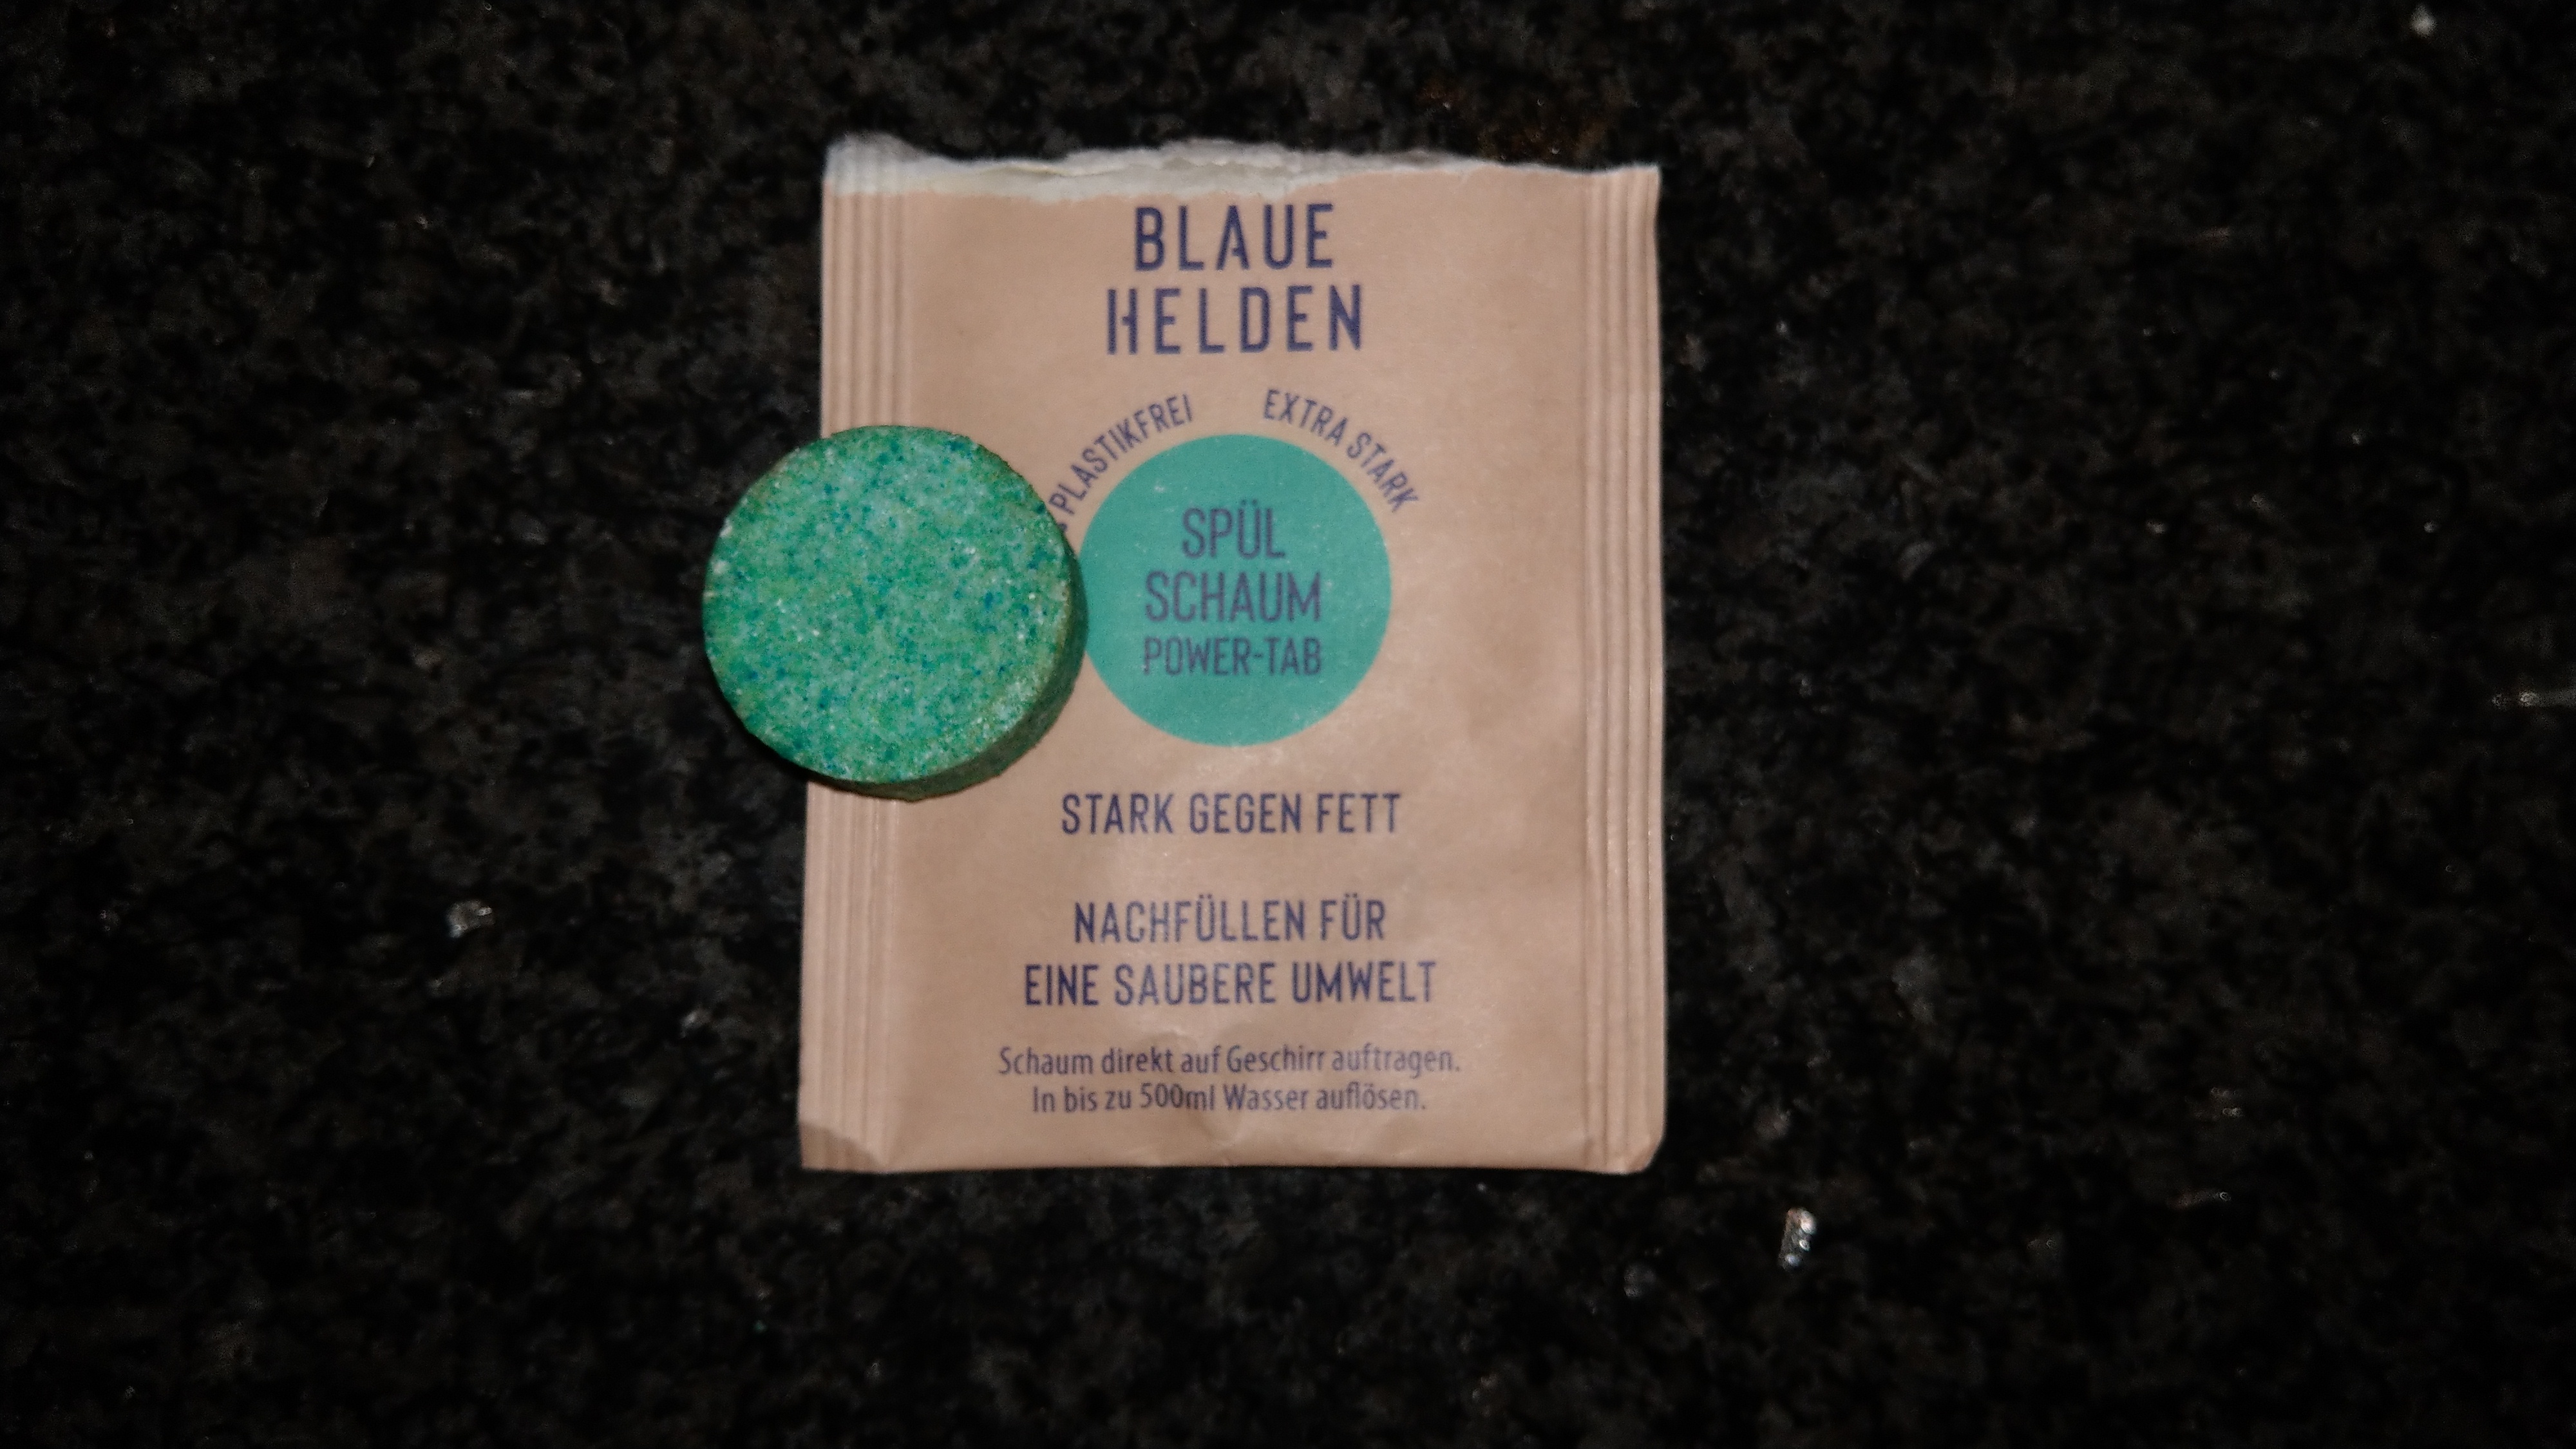 BLAUE
HELDEN
PLASTIKFREI
EXTRA STARK
SPÜL
SCHAUM
POWER-TAB
STARK GEGEN FETT
NACHFÜLLEN FÜR
EINE SAUBERE UMWELT
Schaum direkt auf Geschirr auftragen.
In bis zu 500ml Wasser auflösen.